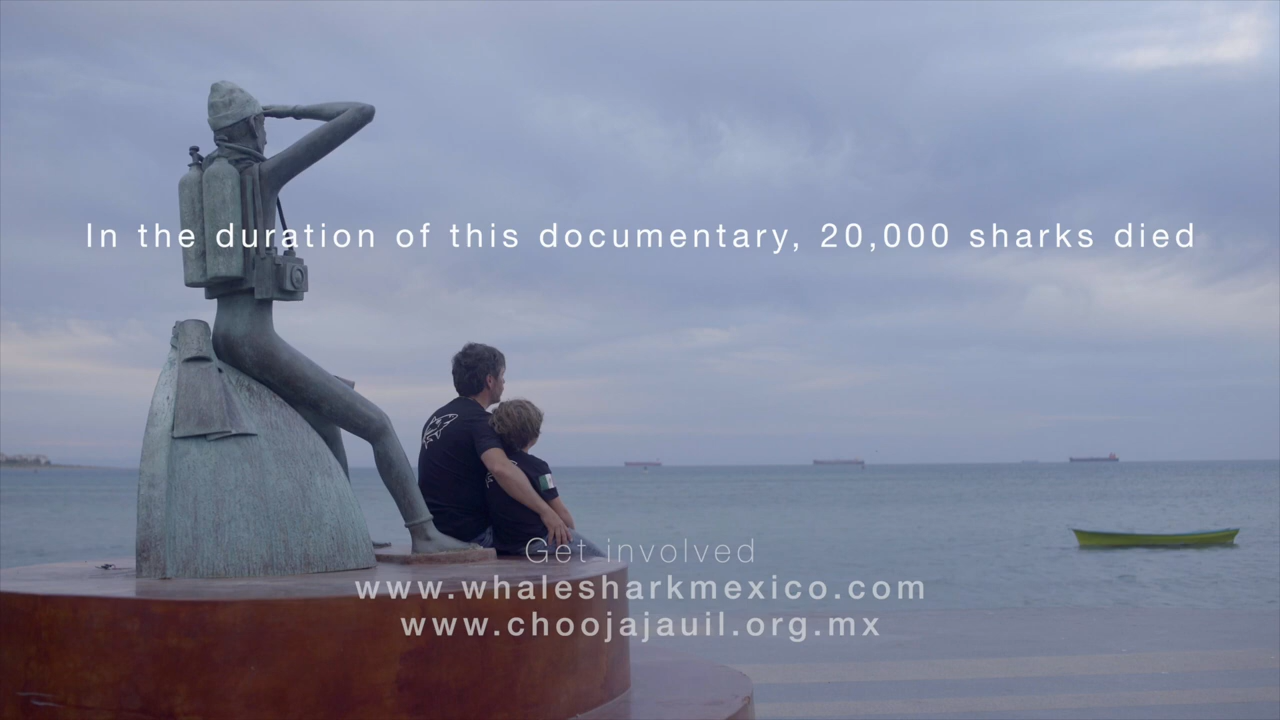 In the duration of this documentary, 20,000 sharks died
Get involved
www.whalesharkmexico.com
www.choojajauil.org.mx